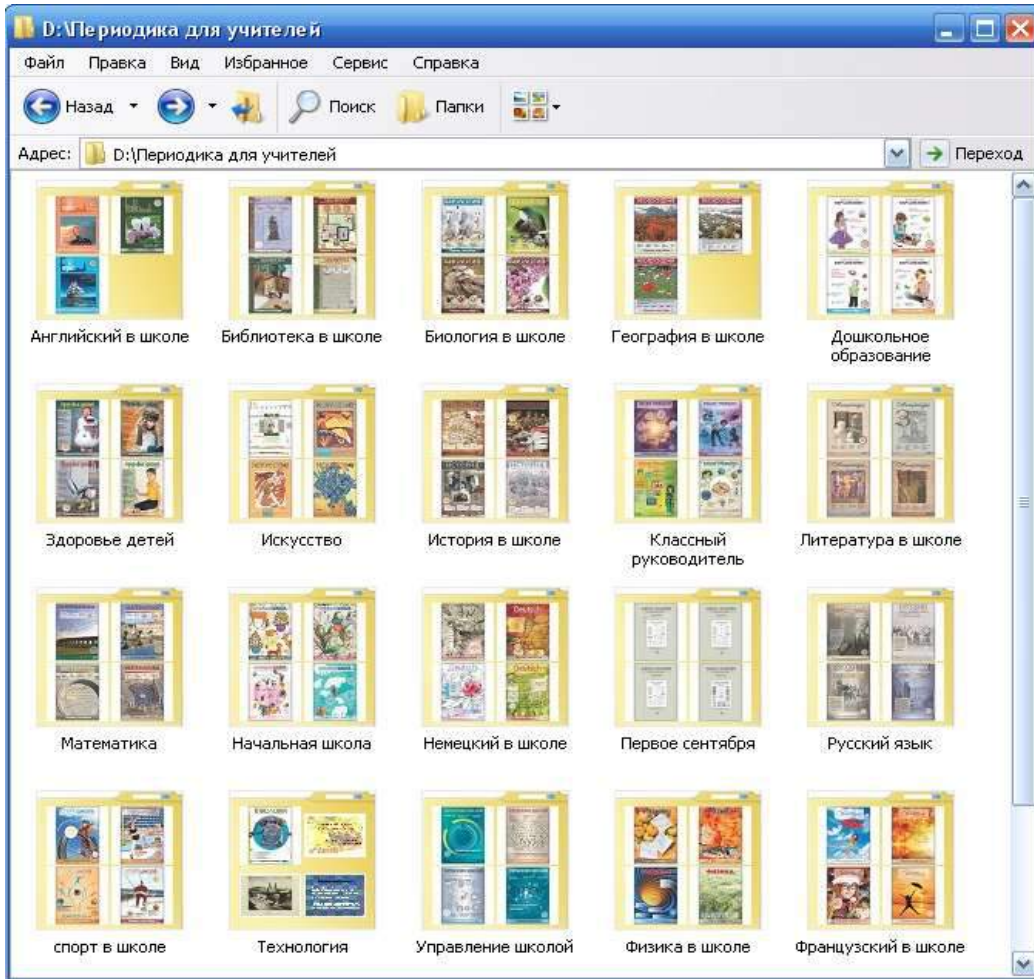 D:\Периодика для учителей
Файл Правка Вид Избранное Сервис Справка
Назад Поиск Папки
Адрес: D:\Периодика для учителей Переход
Английский в школе Библиотека в школе Биология в школе География в школе Дошкольное
образование
Здоровье детей Искусство История в школе Классный Литература в школе
руководитель
Математика Начальная школа Немецкий в школе Первое сентября Русский язык
спорт в школе Технология Управление школой Физика в школе Французский в школе